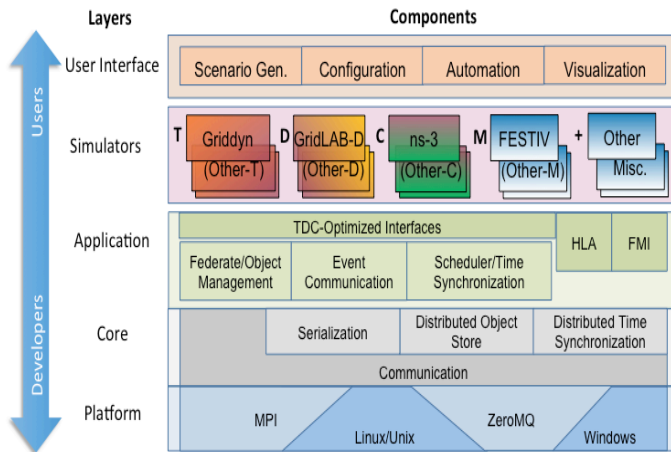 Layers
Components
Users
Developers
User Interface
Scenario Gen.
Configuration
Automation
Visualization
Simulators
T
Griddyn
(Other-T)
D
GridLAB-D
(Other-D)
C
ns-3
(Other-C)
M
FESTIV
(Other-M)
+
Other
Misc.
Application
TDC-Optimized Interfaces
HLA
FMI
Federate/Object
Management
Event
Communication
Scheduler/Time
Synchronization
Core
Serialization
Distributed Object
Store
Distributed Time
Synchronization
Communication
Platform
MPI
Linux/Unix
ZeroMQ
Windows